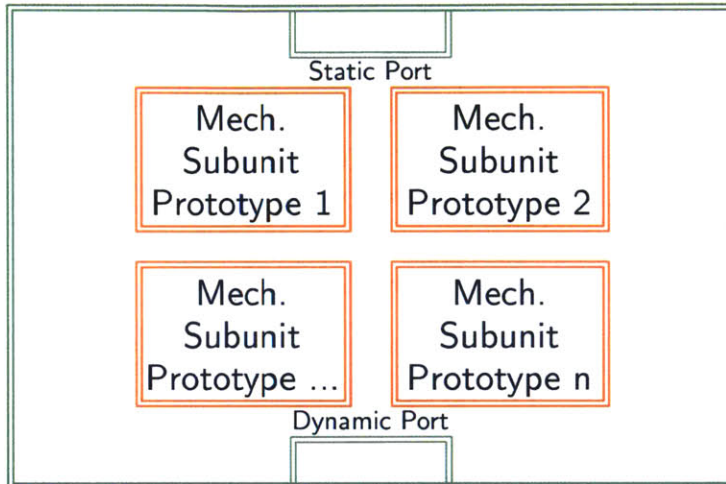 Static Port
Mech.
Subunit
Prototype 1
Mech.
Subunit
Prototype 2
Mech.
Subunit
Prototype ...
Mech.
Subunit
Prototype n
Dynamic Port